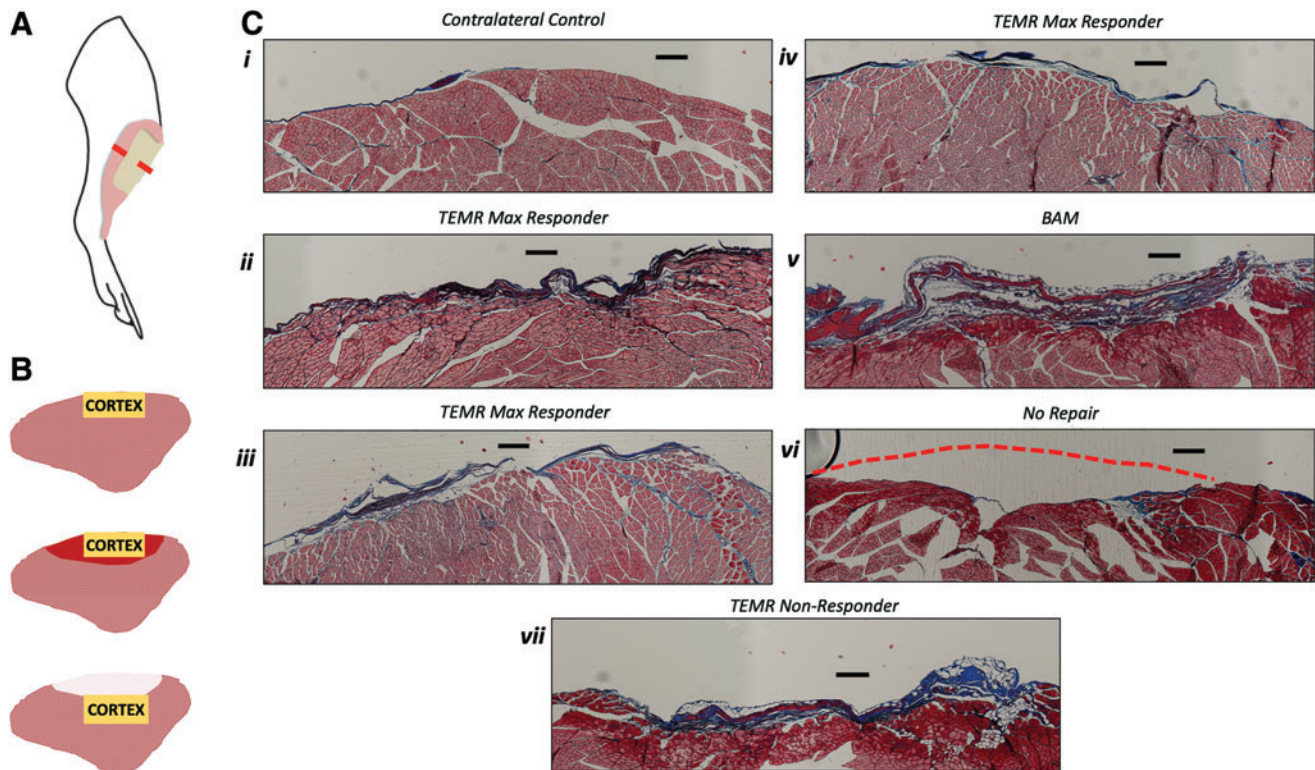 A
B
CORTEX
CORTEX
CORTEX
C
Contralateral Control
i
TEMR Max Responder
ii
TEMR Max Responder
iii
TEMR Max Responder
iv
BAM
v
No Repair
vi
TEMR Non-Responder
vii